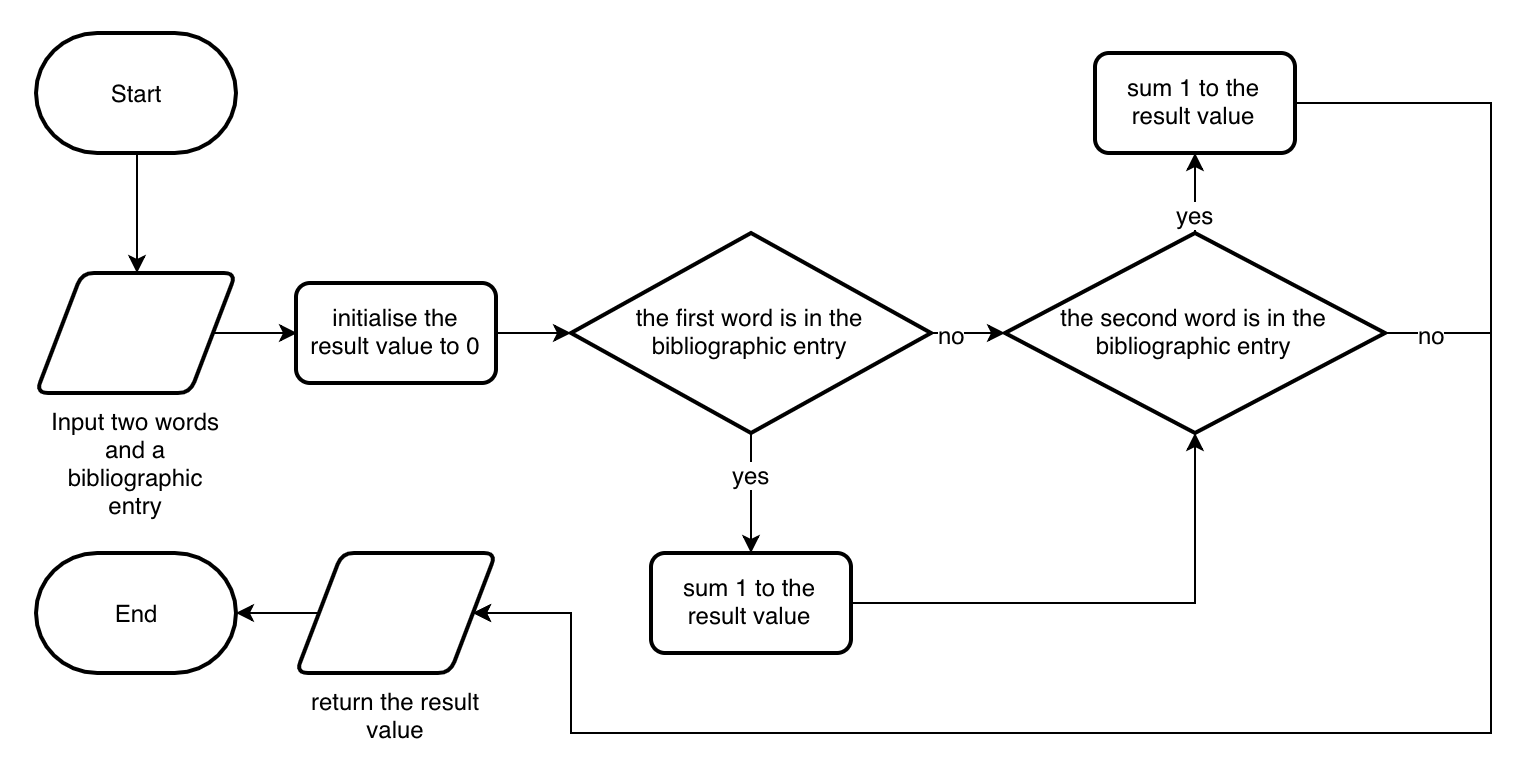 Start
Input two words
and a
bibliographic
entry
initialise the
result value to 0
the first word is in the
bibliographic entry
no
yes
sum 1 to the
result value
the second word is in the
bibliographic entry
yes
sum 1 to the
result value
no
return the result
value
End